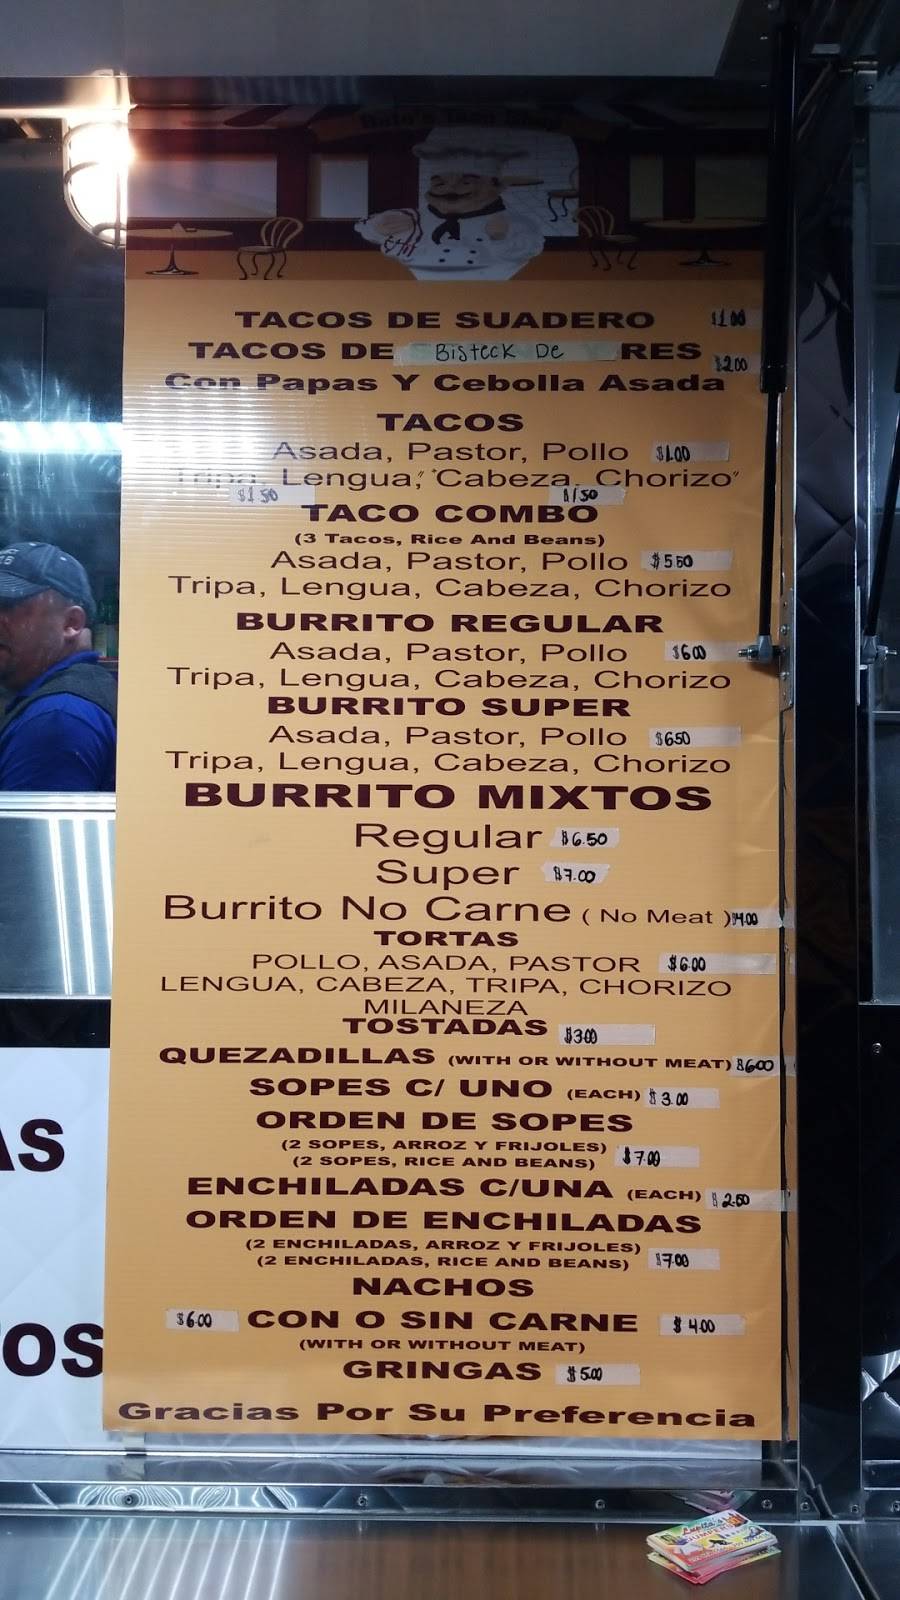 Taco Shop
TACOS DE SUADERO $1.00
TACOS DE Bisteck De RES $2.00
Con Papas Y Cebolla Asada
TACOS
Asada, Pastor, Pollo $1.00
Tripa, Lengua," "Cabeza, Chorizo"
$1.50 $1.50
TACO COMBO
(3 Tacos, Rice And Beans)
Asada, Pastor, Pollo $5.50
Tripa, Lengua, Cabeza, Chorizo
BURRITO REGULAR
Asada, Pastor, Pollo $6.00
Tripa, Lengua, Cabeza, Chorizo
BURRITO SUPER
Asada, Pastor, Pollo $650
Tripa, Lengua, Cabeza, Chorizo
BURRITO MIXTOS
Regular $6.50
Super $7.00
Burrito No Carne ( No Meat ) $4.00
TORTAS
POLLO, ASADA, PASTOR $6.00
LENGUA, CABEZA, TRIPA, CHORIZO
MILANEZA
TOSTADAS $3.00
QUEZADILLAS (WITH OR WITHOUT MEAT) $6.00
SOPES C/ UNO (EACH) $3.00
ORDEN DE SOPES
(2 SOPES, ARROZ Y FRIJOLES)
(2 SOPES, RICE AND BEANS) $7.00
ENCHILADAS C/UNA (EACH) $2.50
ORDEN DE ENCHILADAS
(2 ENCHILADAS, ARROZ Y FRIJOLES)
(2 ENCHILADAS, RICE AND BEANS) $7.00
NACHOS
$6.00 CON O SIN CARNE $4.00
(WITH OR WITHOUT MEAT)
GRINGAS $5.00
Gracias Por Su Preferencia
AS
TOS
Lupita's
JUMPERS